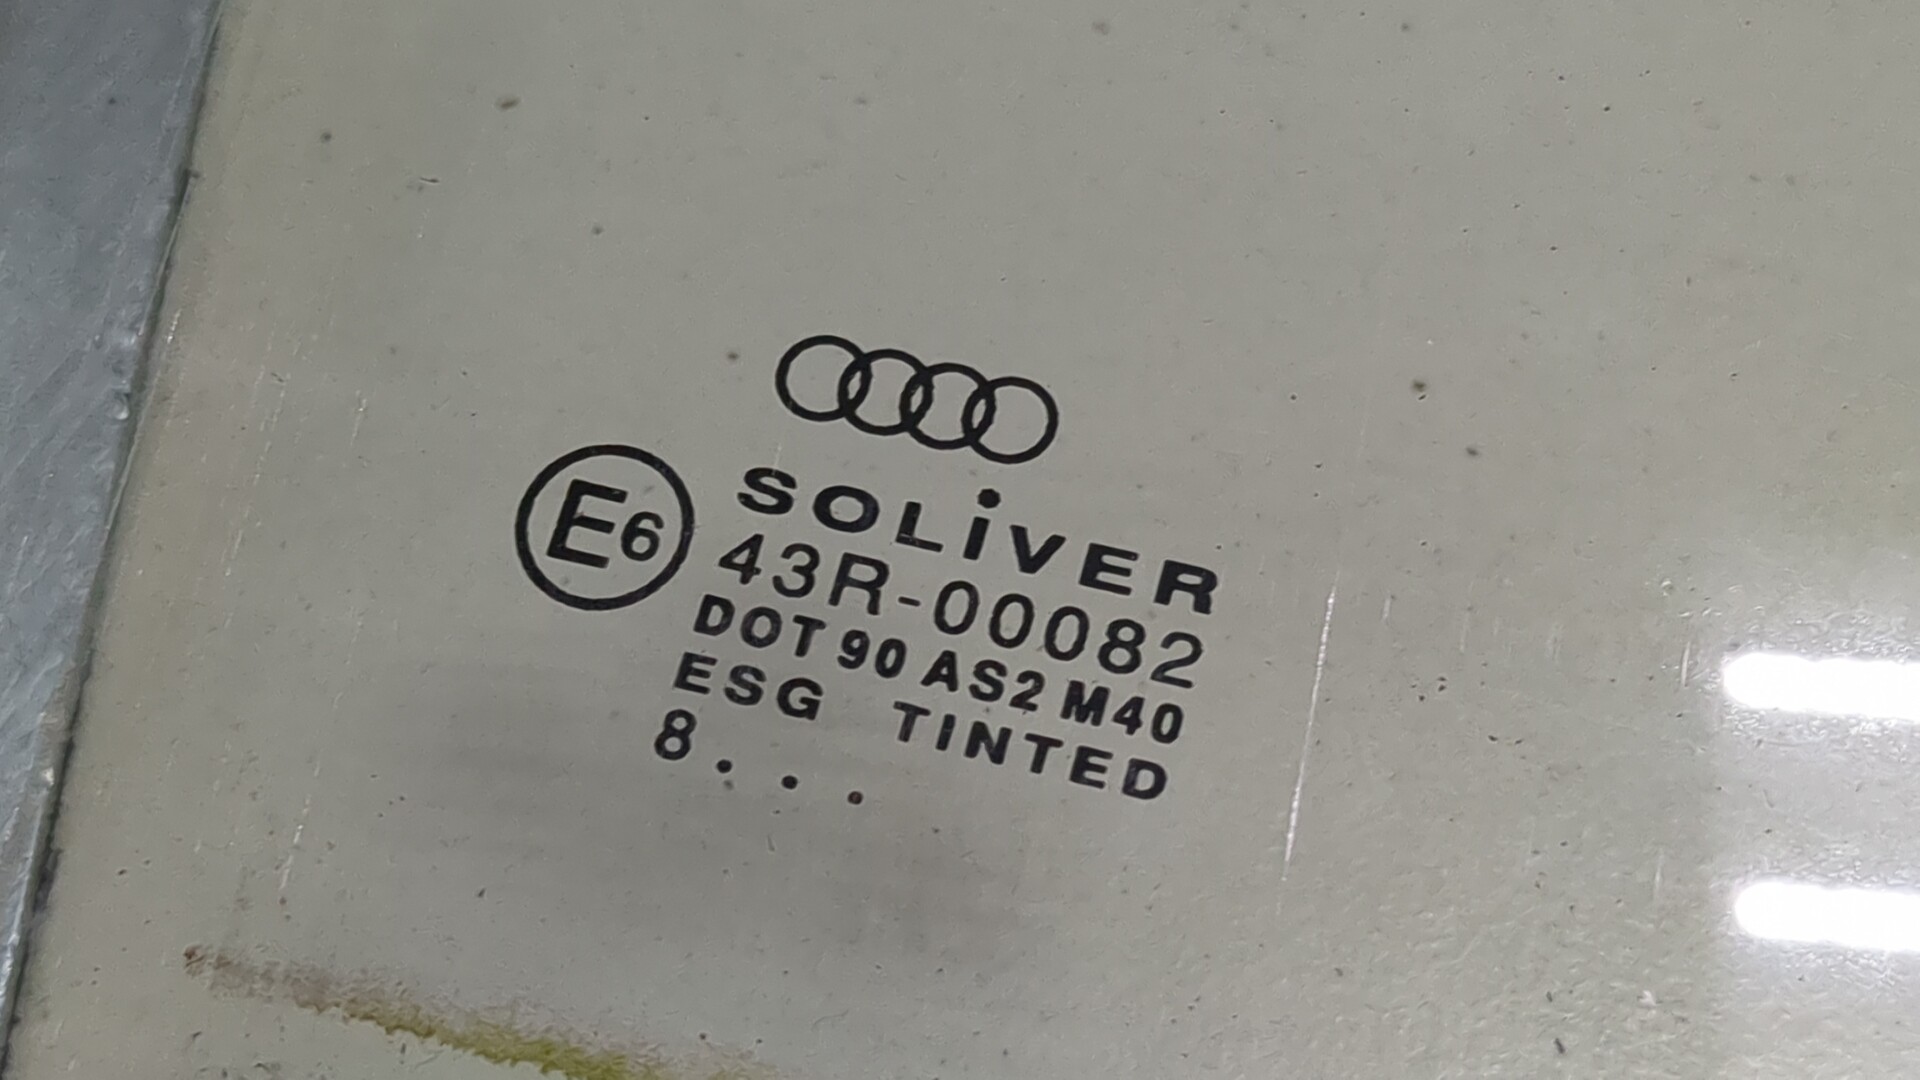 SOLiVER
E6
43R-00082
DOT 90 AS2 M40
ESG TINTED
8...